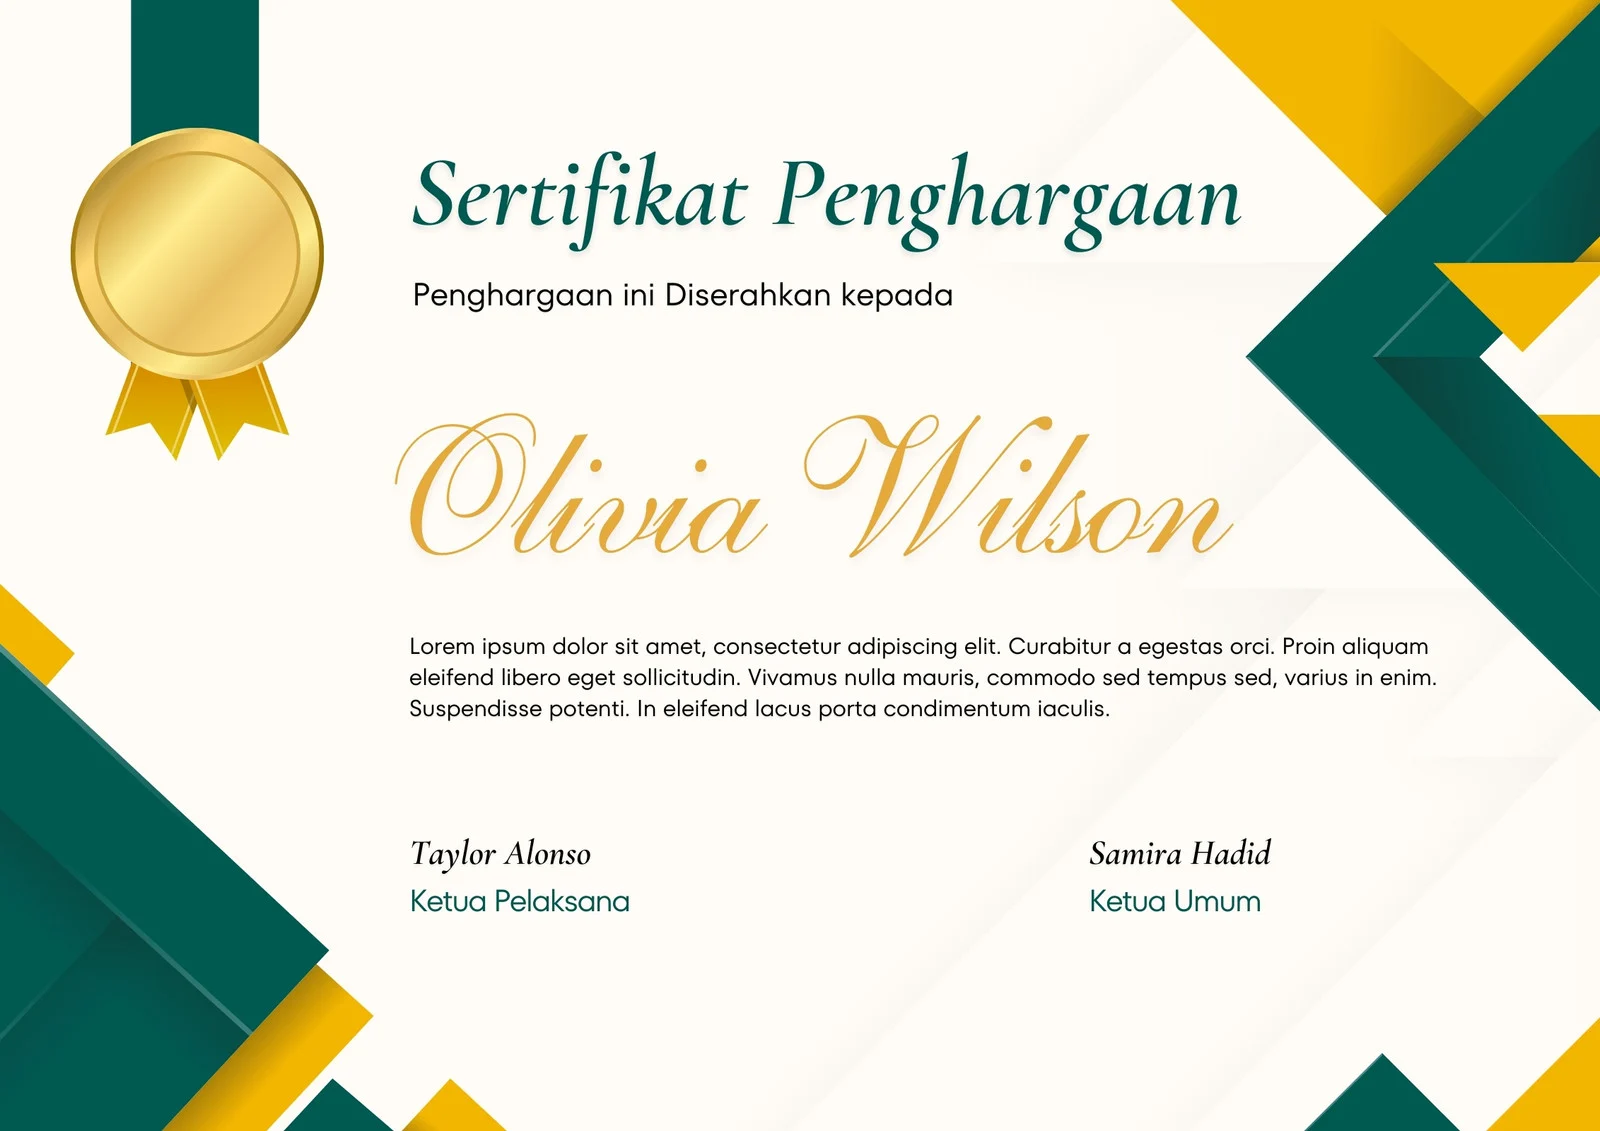 Sertifikat Penghargaan
Penghargaan ini Diserahkan kepada
Olivia Wilson
Lorem ipsum dolor sit amet, consectetur adipiscing elit. Curabitur a egestas orci. Proin aliquam
eleifend libero eget sollicitudin. Vivamus nulla mauris, commodo sed tempus sed, varius in enim.
Suspendisse potenti. In eleifend lacus porta condimentum iaculis.
Taylor Alonso
Ketua Pelaksana
Samira Hadid
Ketua Umum